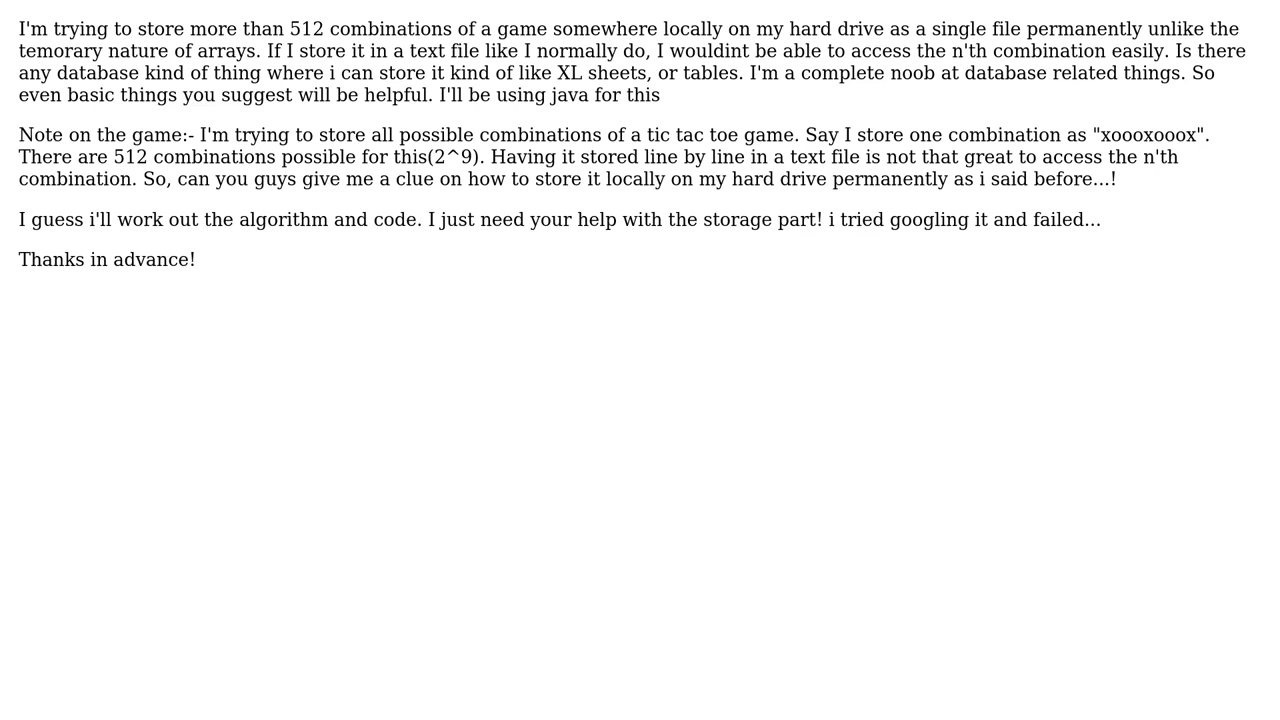 I'm trying to store more than 512 combinations of a game somewhere locally on my hard drive as a single file permanently unlike the
temorary nature of arrays. If I store it in a text file like I normally do, I wouldint be able to access the n'th combination easily. Is there
any database kind of thing where i can store it kind of like XL sheets, or tables. I'm a complete noob at database related things. So
even basic things you suggest will be helpful. I'll be using java for this
Note on the game:- I'm trying to store all possible combinations of a tic tac toe game. Say I store one combination as "xoooxooox".
There are 512 combinations possible for this(2^9). Having it stored line by line in a text file is not that great to access the n'th
combination. So, can you guys give me a clue on how to store it locally on my hard drive permanently as i said before...!
I guess i'll work out the algorithm and code. I just need your help with the storage part! i tried googling it and failed...
Thanks in advance!